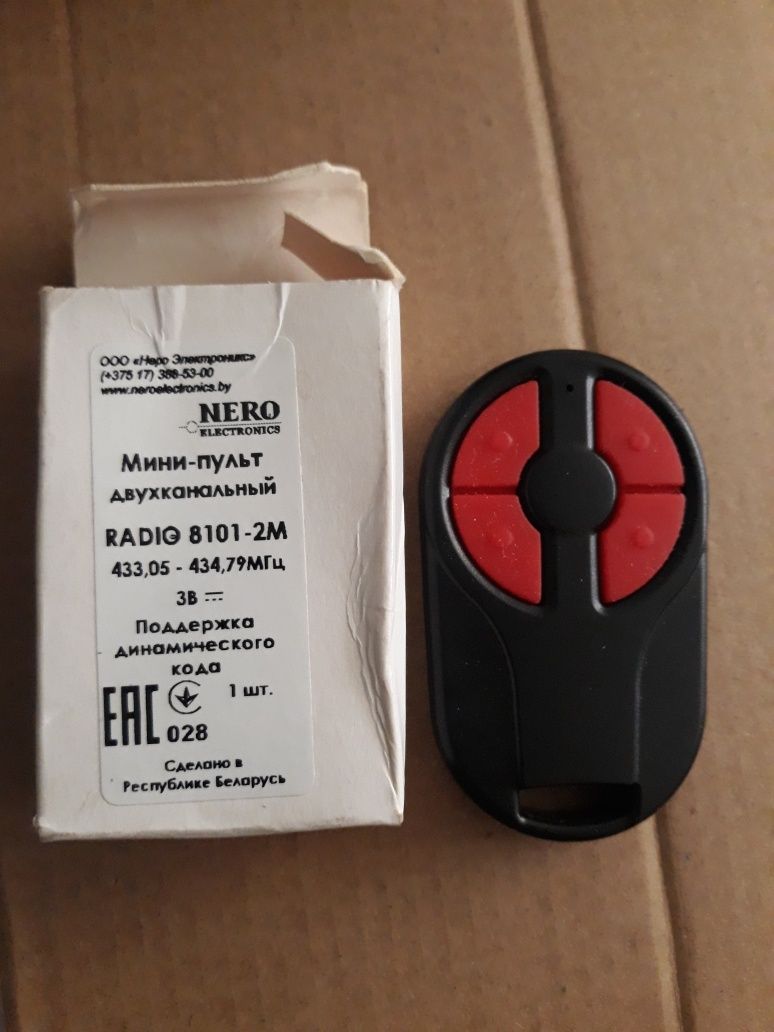 ООО «Неро Электроникс»
(+375 17) 388-53-00
www.neroelectronics.by
NERO
ELECTRONICS
Мини-пульт
двухканальный
RADIO 8101-2M
433,05 - 434,79МГц
3В
Поддержка
динамического
кода
1 шт.
EAC 028
Сделано в
Республике Беларусь